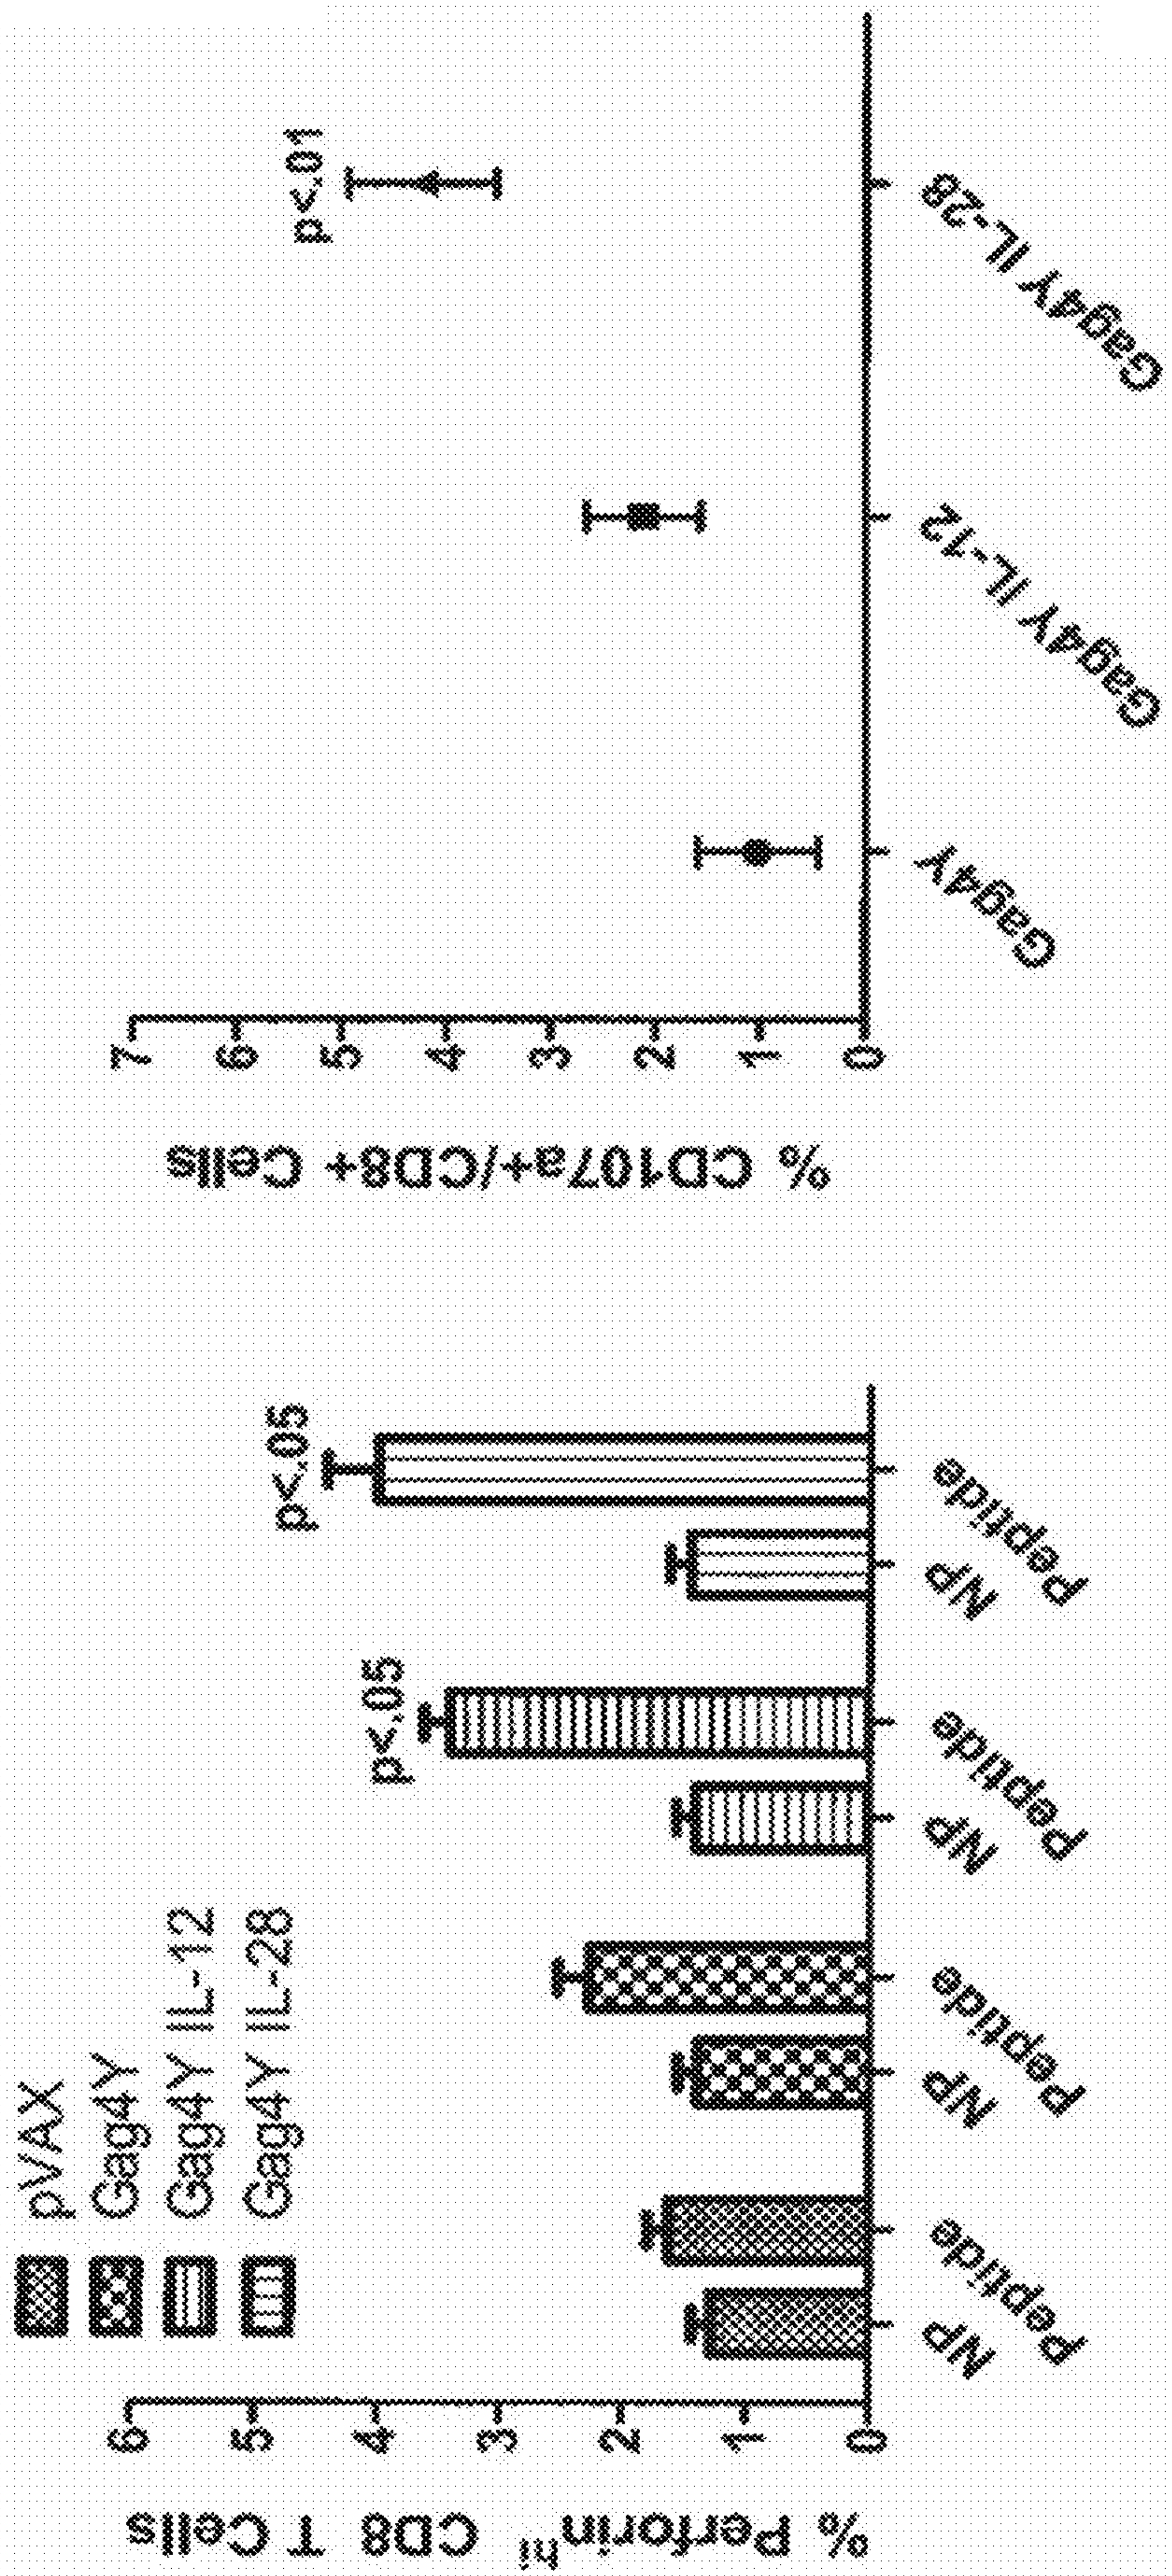 pVAX
Gag4Y
Gag4Y IL-12
Gag4Y IL-28
% Perforin hi CD8 T Cells
6
5
4
3
2
1
0
p<.05
p<.05
NP
Peptide
NP
Peptide
NP
Peptide
NP
Peptide
% CD107a+/CD8+ Cells
7
6
5
4
3
2
1
0
p<.01
Gag4Y
Gag4Y IL-12
Gag4Y IL-28